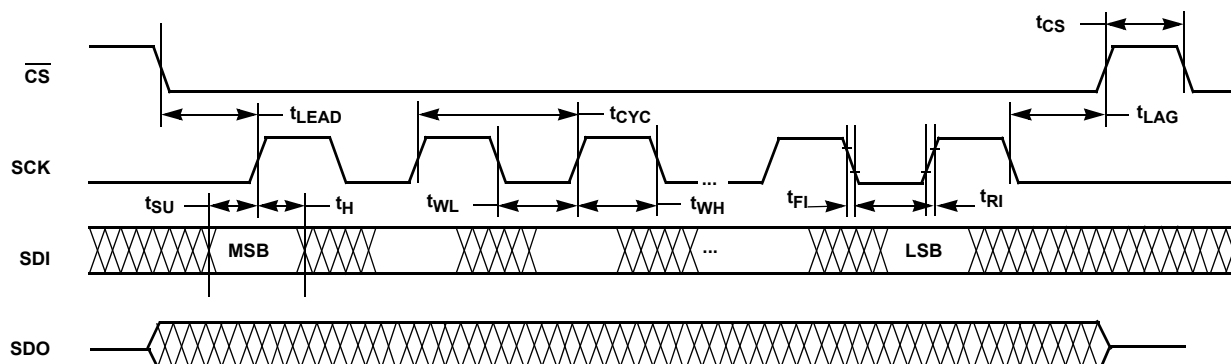 tCS
CS
tLEAD
tCYC
tLAG
SCK
...
tSU
tH
tWL
tWH
tFI
tRI
SDI
MSB
...
LSB
SDO